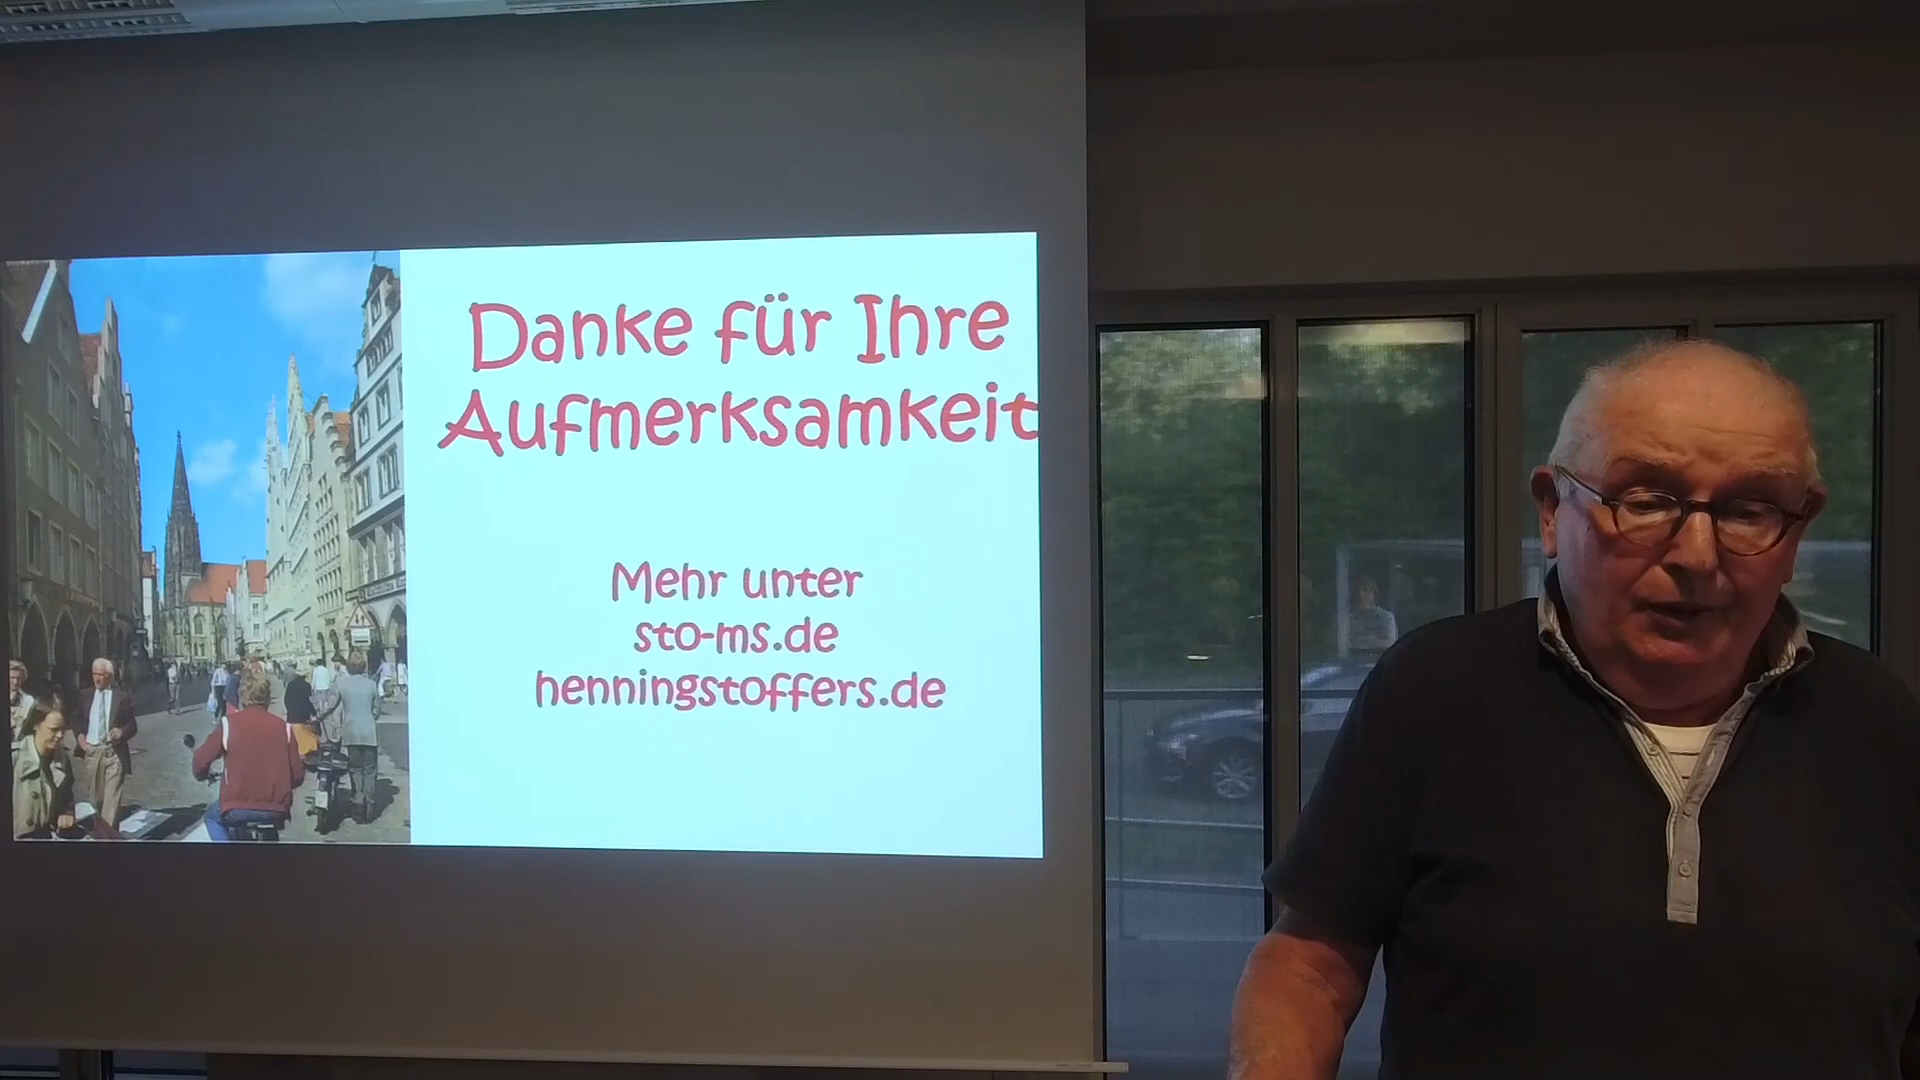 Danke für Ihre
Aufmerksamkeit
Mehr unter
sto-ms.de
henningstoffers.de